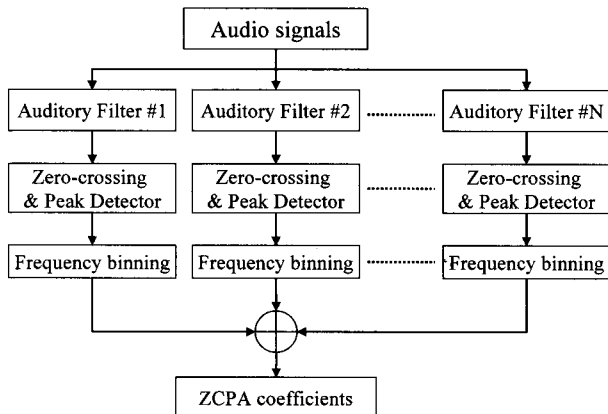 Audio signals
Auditory Filter #1
Auditory Filter #2
Auditory Filter #N
Zero-crossing
& Peak Detector
Zero-crossing
& Peak Detector
Zero-crossing
& Peak Detector
Frequency binning
Frequency binning
Frequency binning
ZCPA coefficients